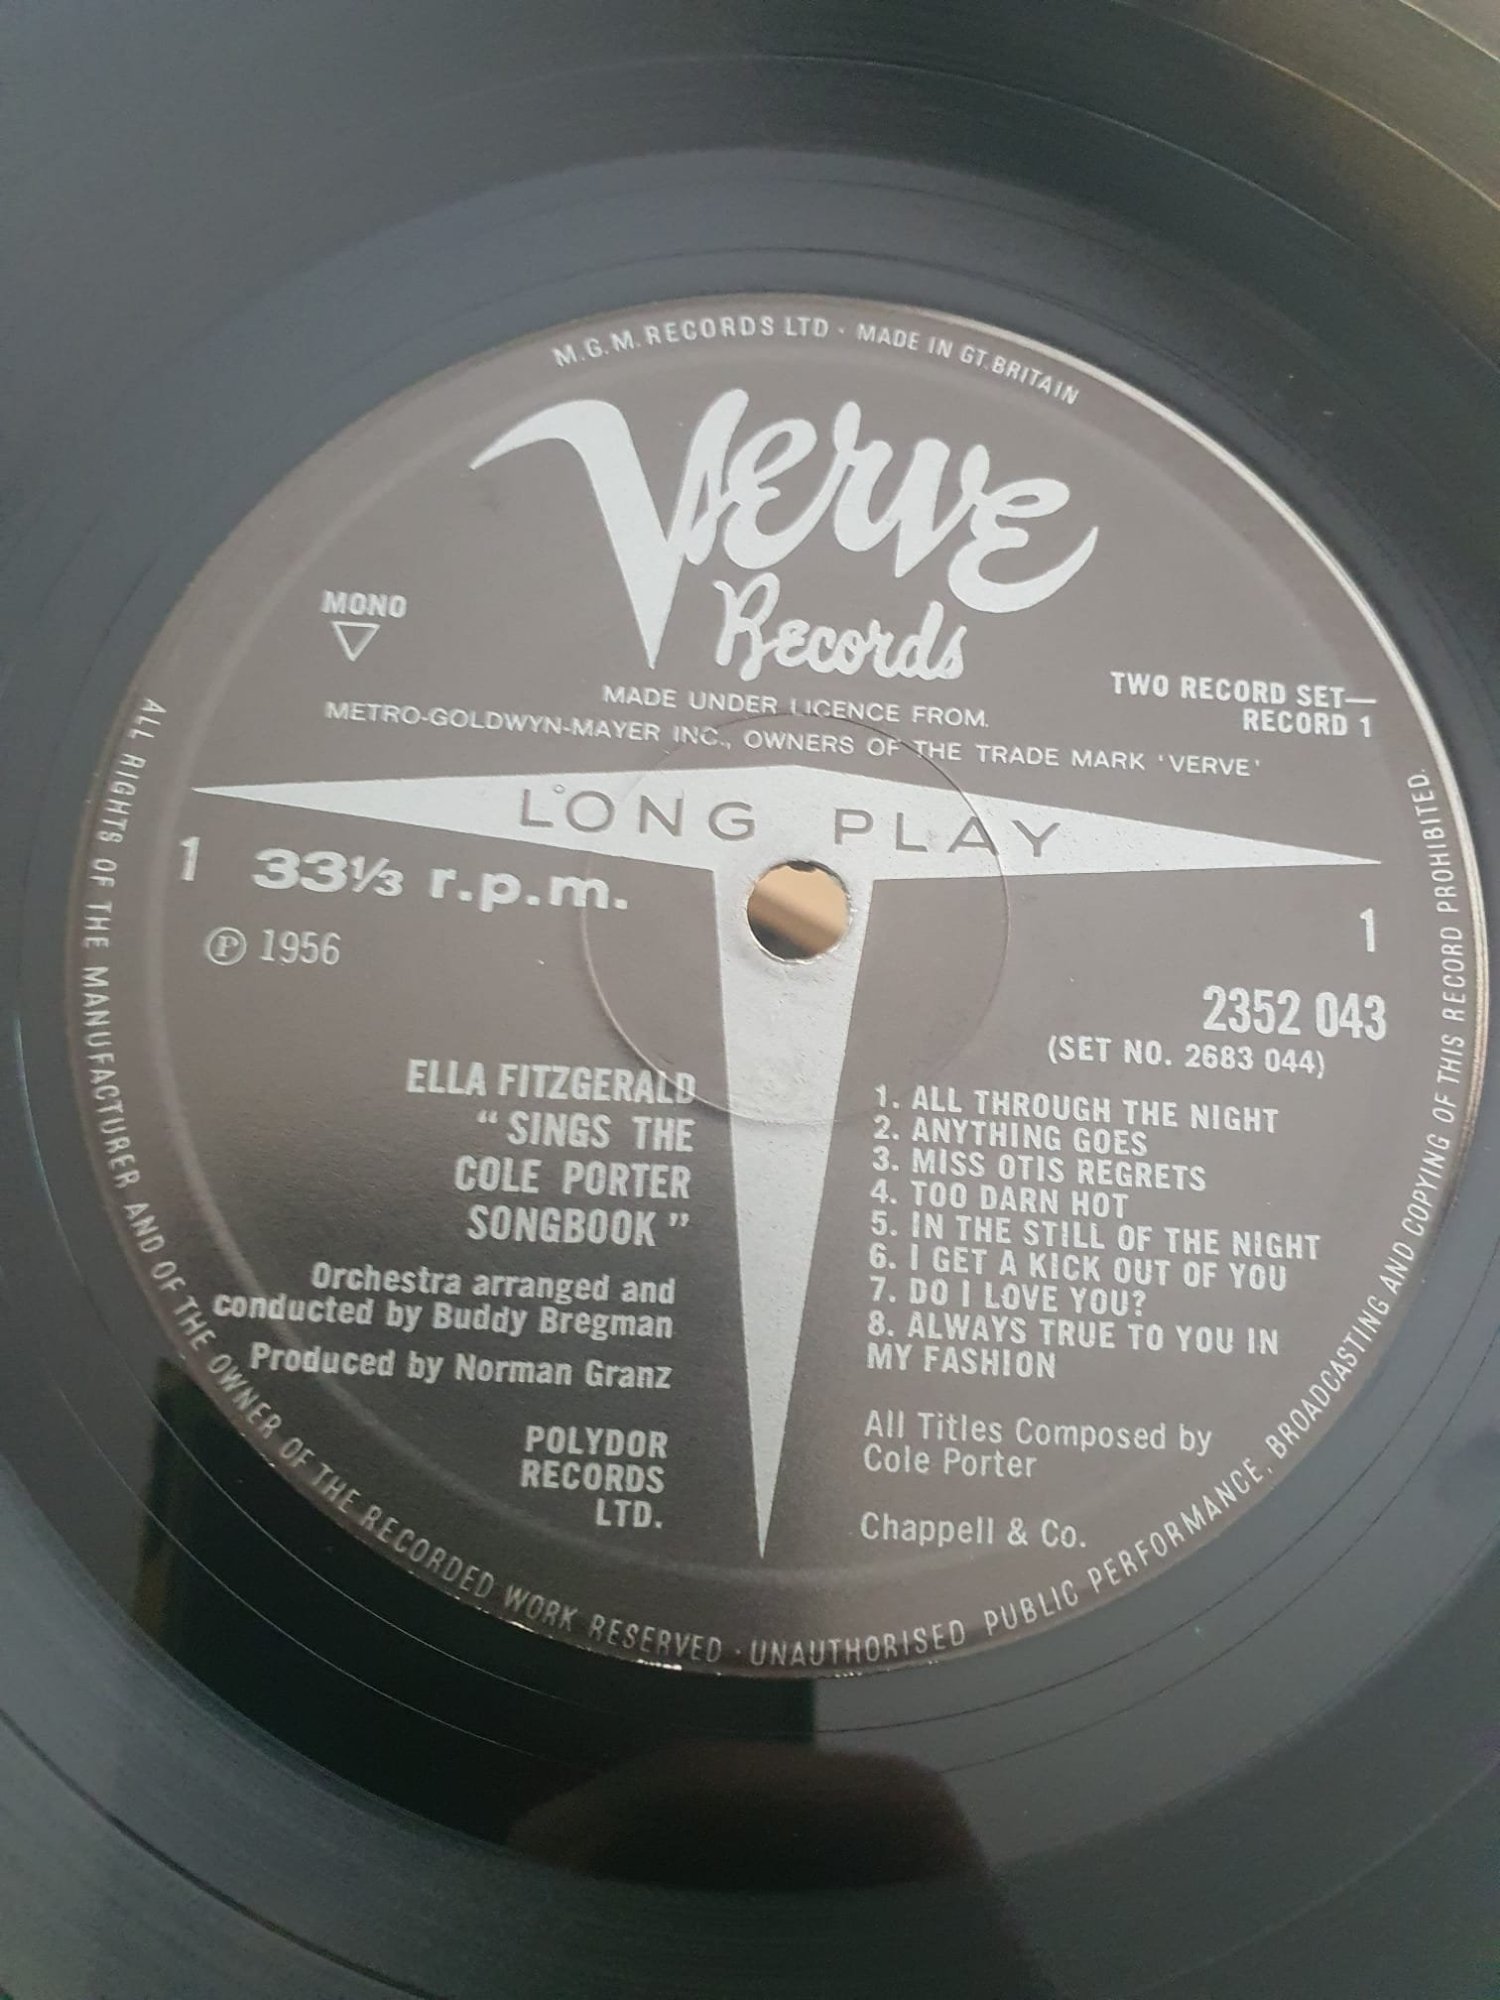 M.G.M. RECORDS LTD · MADE IN GT. BRITAIN
Verve
Records
MONO
MADE UNDER LICENCE FROM.
METRO-GOLDWYN-MAYER INC., OWNERS OF THE TRADE MARK 'VERVE'
TWO RECORD SET—
RECORD 1
LONG PLAY
1 33⅓ r.p.m.
℗ 1956
1
2352 043
(SET NO. 2683 044)
ELLA FITZGERALD
“ SINGS THE
COLE PORTER
SONGBOOK ”
Orchestra arranged and
conducted by Buddy Bregman
Produced by Norman Granz
POLYDOR
RECORDS
LTD.
1. ALL THROUGH THE NIGHT
2. ANYTHING GOES
3. MISS OTIS REGRETS
4. TOO DARN HOT
5. IN THE STILL OF THE NIGHT
6. I GET A KICK OUT OF YOU
7. DO I LOVE YOU?
8. ALWAYS TRUE TO YOU IN
MY FASHION
All Titles Composed by
Cole Porter
Chappell & Co.
ALL RIGHTS OF THE MANUFACTURER AND OF THE OWNER OF THE RECORDED WORK RESERVED · UNAUTHORISED PUBLIC PERFORMANCE, BROADCASTING AND COPYING OF THIS RECORD PROHIBITED.